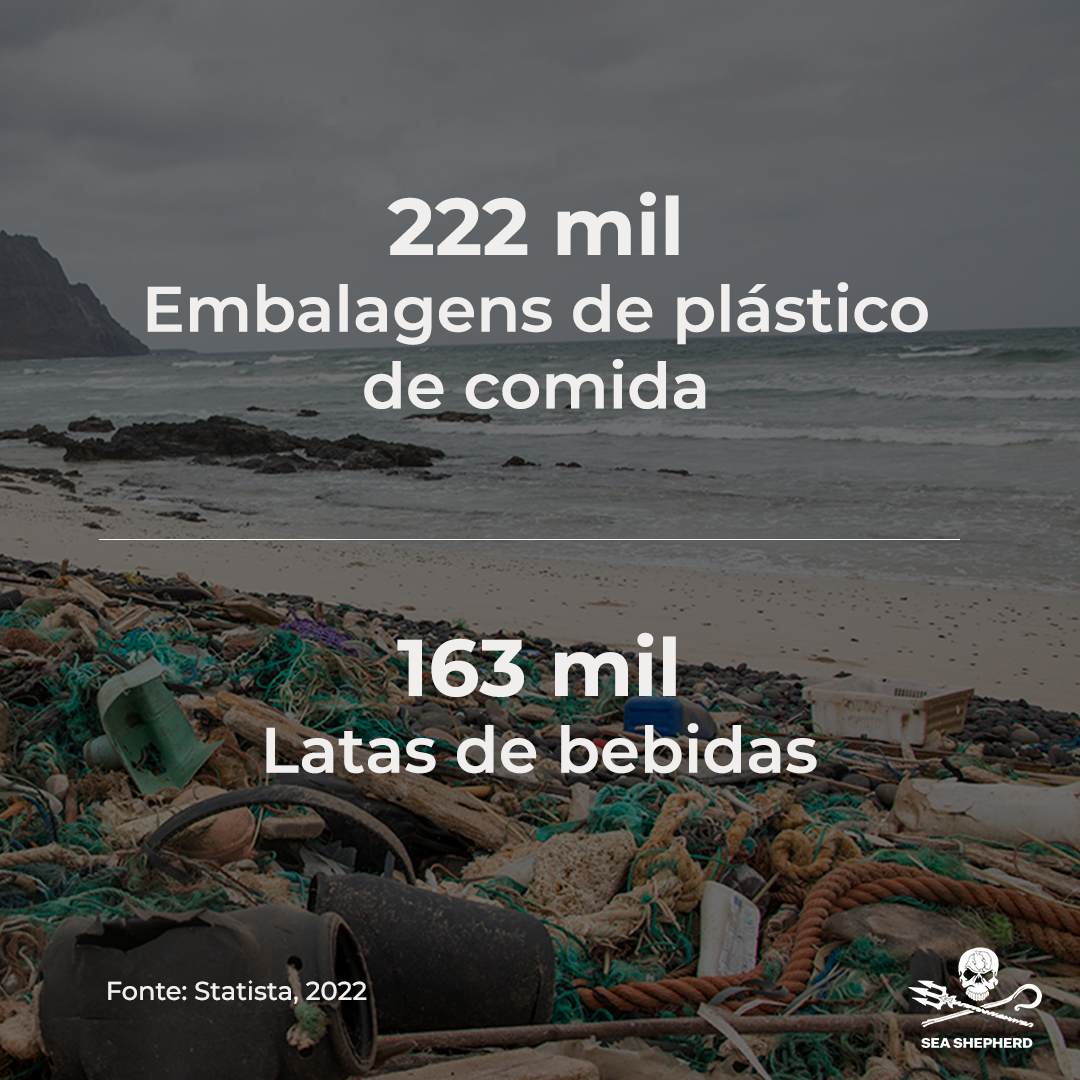 222 mil
Embalagens de plástico
de comida
163 mil
Latas de bebidas
Fonte: Statista, 2022
SEA SHEPHERD